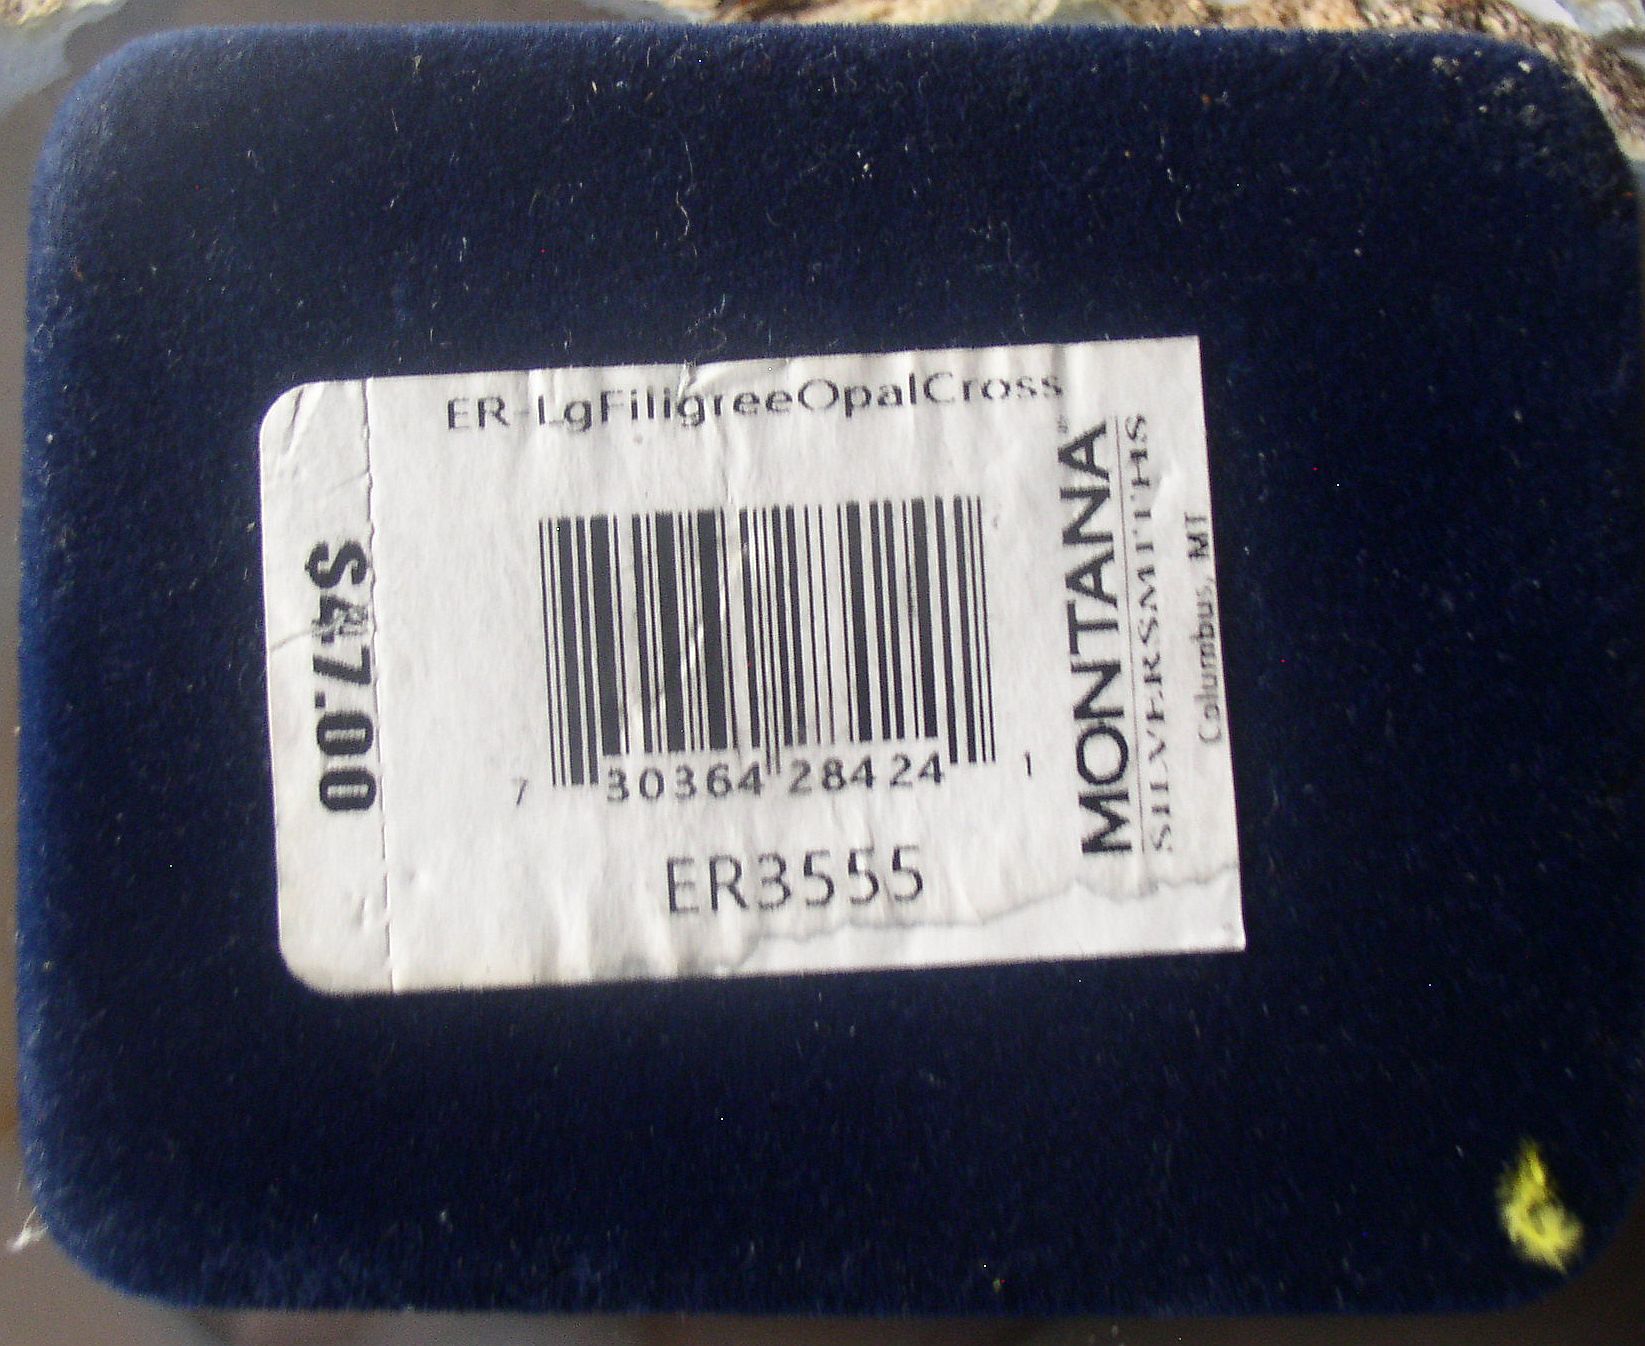 ER-LgFiligreeOpalCross
$47.00
7 30364 28424 1
ER3555
MONTANA
SILVERSMITHS
Columbus, MT